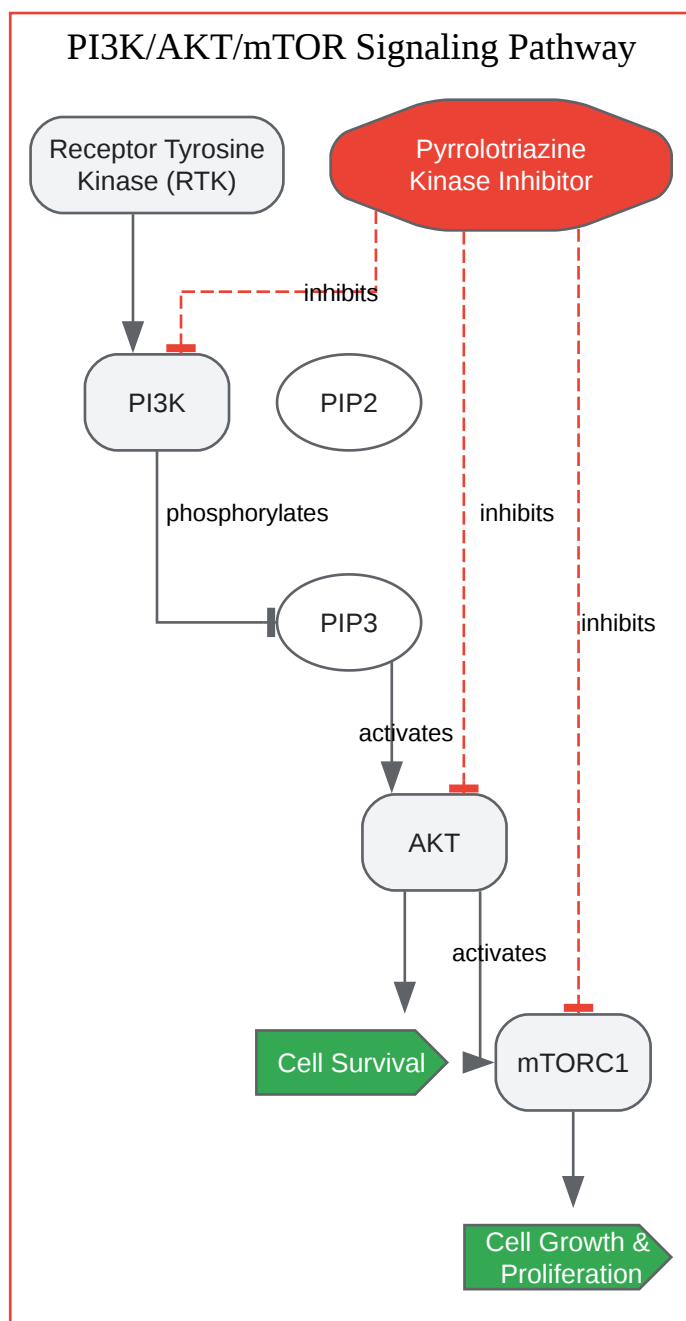 PI3K/AKT/mTOR Signaling Pathway
Receptor Tyrosine
Kinase (RTK)
Pyrrolotriazine
Kinase Inhibitor
inhibits
PI3K
PIP2
phosphorylates
inhibits
PIP3
inhibits
activates
AKT
activates
Cell Survival
mTORC1
Cell Growth &
Proliferation